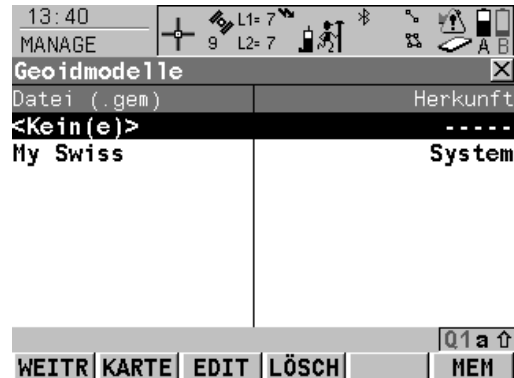 13:40
MANAGE
9
L1= 7
L2= 7
A B
Geoidmodelle
Datei (.gem) Herkunft
<Kein(e)> -----
My Swiss System
Q1 a ⇧
WEITR KARTE EDIT LÖSCH MEM